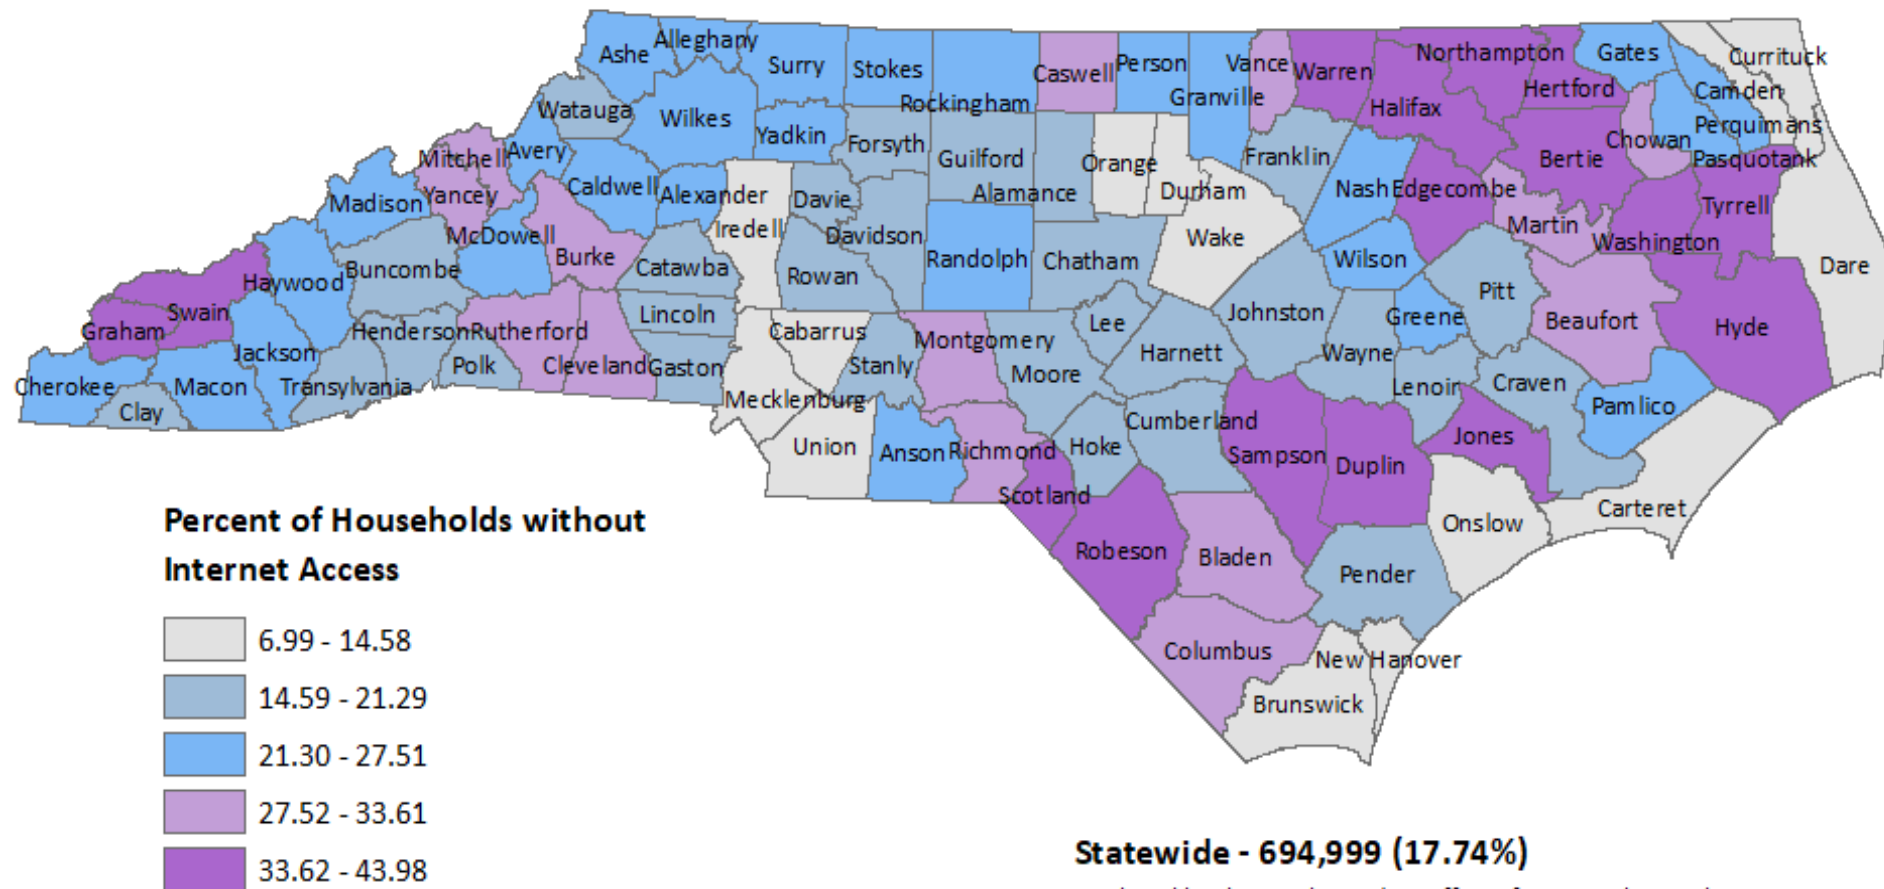 Alleghany
Ashe
Surry
Stokes
Rockingham
Caswell
Person
Vance
Granville
Warren
Northampton
Hertford
Halifax
Gates
Currituck
Camden
Perquimans
Pasquotank
Chowan
Bertie
Watauga
Wilkes
Yadkin
Forsyth
Guilford
Alamance
Orange
Durham
Franklin
Nash
Edgecombe
Martin
Washington
Tyrrell
Dare
Mitchell
Avery
Yancey
Madison
Caldwell
Alexander
Iredell
Davie
Davidson
Randolph
Chatham
Wake
Wilson
Pitt
Beaufort
Hyde
McDowell
Burke
Catawba
Rowan
Buncombe
Haywood
Swain
Graham
Jackson
Henderson
Rutherford
Polk
Cleveland
Lincoln
Gaston
Cabarrus
Stanly
Montgomery
Moore
Lee
Harnett
Johnston
Wayne
Greene
Lenoir
Craven
Pamlico
Cherokee
Clay
Macon
Transylvania
Mecklenburg
Union
Anson
Richmond
Scotland
Hoke
Cumberland
Sampson
Duplin
Jones
Onslow
Carteret
Robeson
Bladen
Pender
Columbus
New Hanover
Brunswick
Percent of Households without
Internet Access
6.99 - 14.58
14.59 - 21.29
21.30 - 27.51
27.52 - 33.61
33.62 - 43.98
Statewide - 694,999 (17.74%)